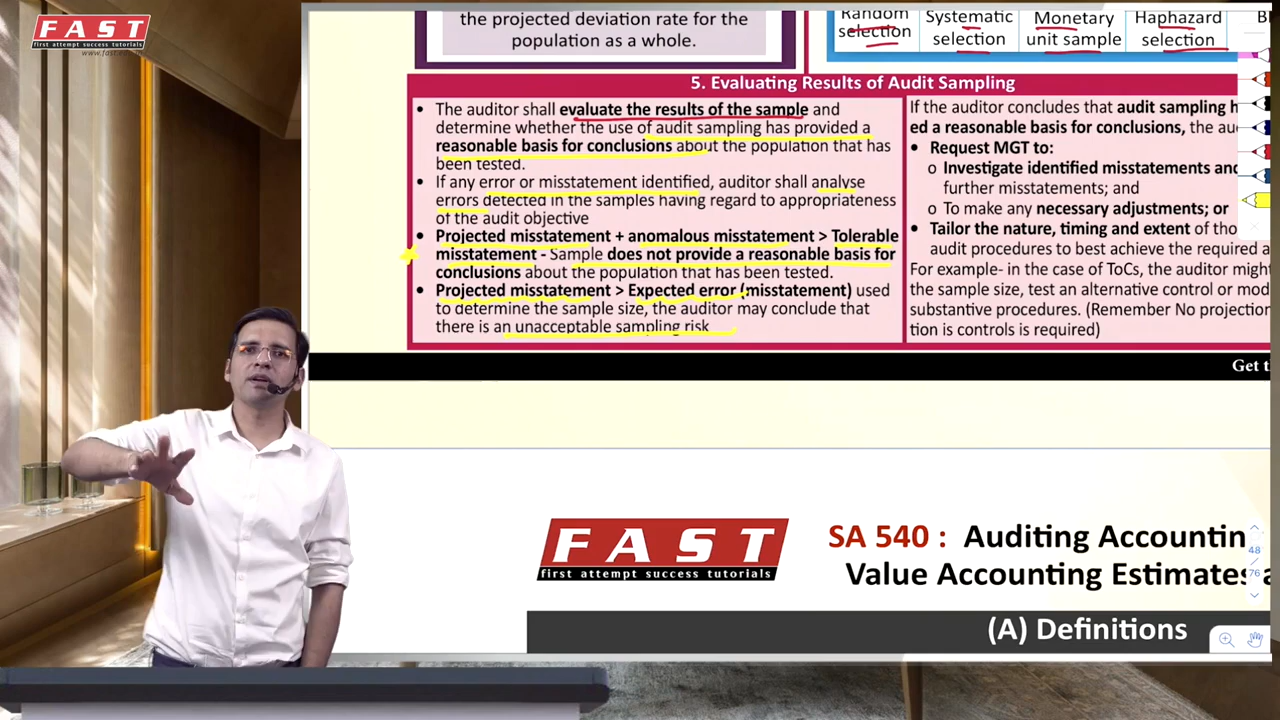 FAST
first attempt success tutorials
the projected deviation rate for the
population as a whole.
Random
selection
Systematic
selection
Monetary
unit sample
Haphazard
selection
5. Evaluating Results of Audit Sampling
• The auditor shall evaluate the results of the sample and
determine whether the use of audit sampling has provided a
reasonable basis for conclusions about the population that has
been tested.
• If any error or misstatement identified, auditor shall analyse
errors detected in the samples having regard to appropriateness
of the audit objective
• Projected misstatement + anomalous misstatement > Tolerable
misstatement - Sample does not provide a reasonable basis for
conclusions about the population that has been tested.
• Projected misstatement > Expected error (misstatement) used
to determine the sample size, the auditor may conclude that
there is an unacceptable sampling risk
If the auditor concludes that audit sampling h
ed a reasonable basis for conclusions, the au
• Request MGT to:
o Investigate identified misstatements and
further misstatements; and
o To make any necessary adjustments; or
• Tailor the nature, timing and extent of tho
audit procedures to best achieve the required a
For example- in the case of ToCs, the auditor might
the sample size, test an alternative control or mod
substantive procedures. (Remember No projection
tion is controls is required)
Get t
FAST
first attempt success tutorials
SA 540 : Auditing Accountin
Value Accounting Estimates a
(A) Definitions
48
76